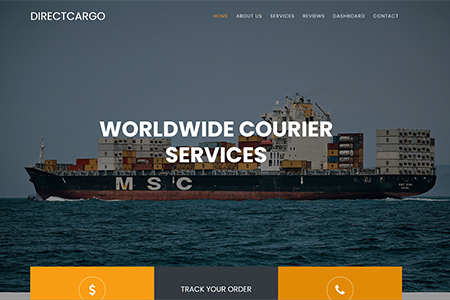 DIRECTCARGO
HOME ABOUT US SERVICES REVIEWS DASHBOARD CONTACT
WORLDWIDE COURIER
SERVICES
MSC
$
TRACK YOUR ORDER